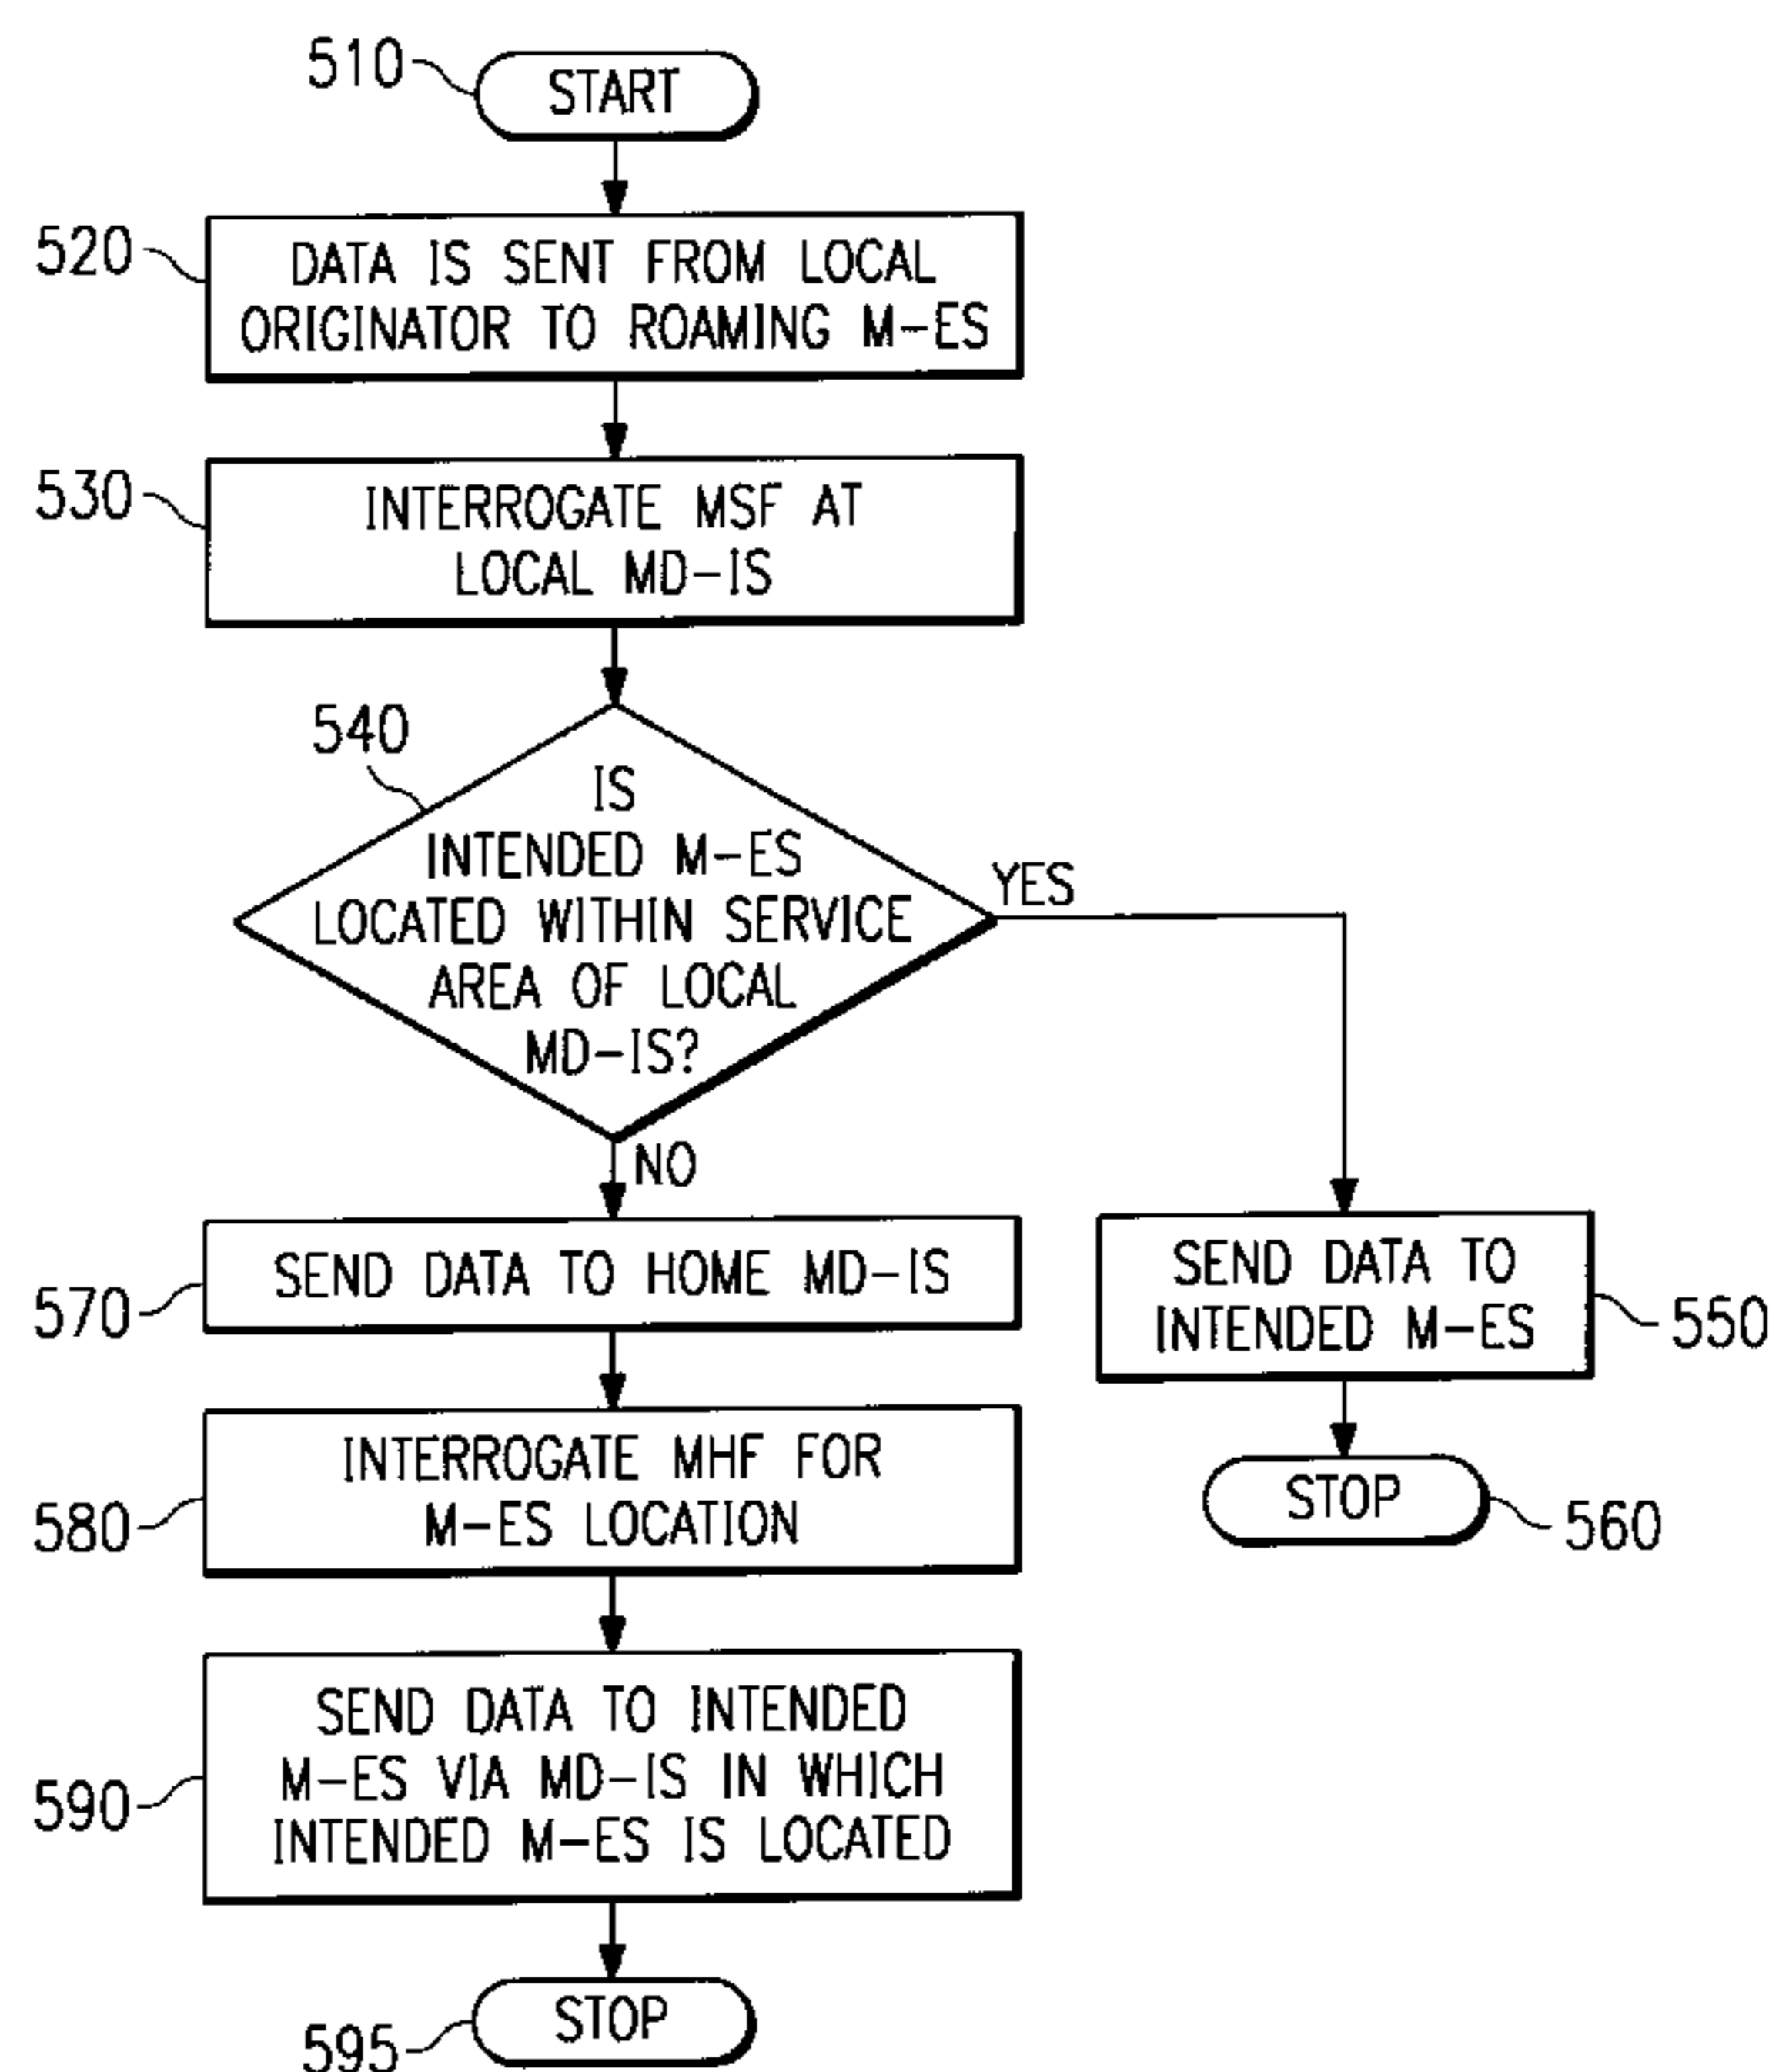 510
START
520
DATA IS SENT FROM LOCAL
ORIGINATOR TO ROAMING M-ES
530
INTERROGATE MSF AT
LOCAL MD-IS
540
IS
INTENDED M-ES
LOCATED WITHIN SERVICE
AREA OF LOCAL
MD-IS?
YES
NO
570
SEND DATA TO HOME MD-IS
SEND DATA TO
INTENDED M-ES
550
580
INTERROGATE MHF FOR
M-ES LOCATION
STOP
560
590
SEND DATA TO INTENDED
M-ES VIA MD-IS IN WHICH
INTENDED M-ES IS LOCATED
595
STOP